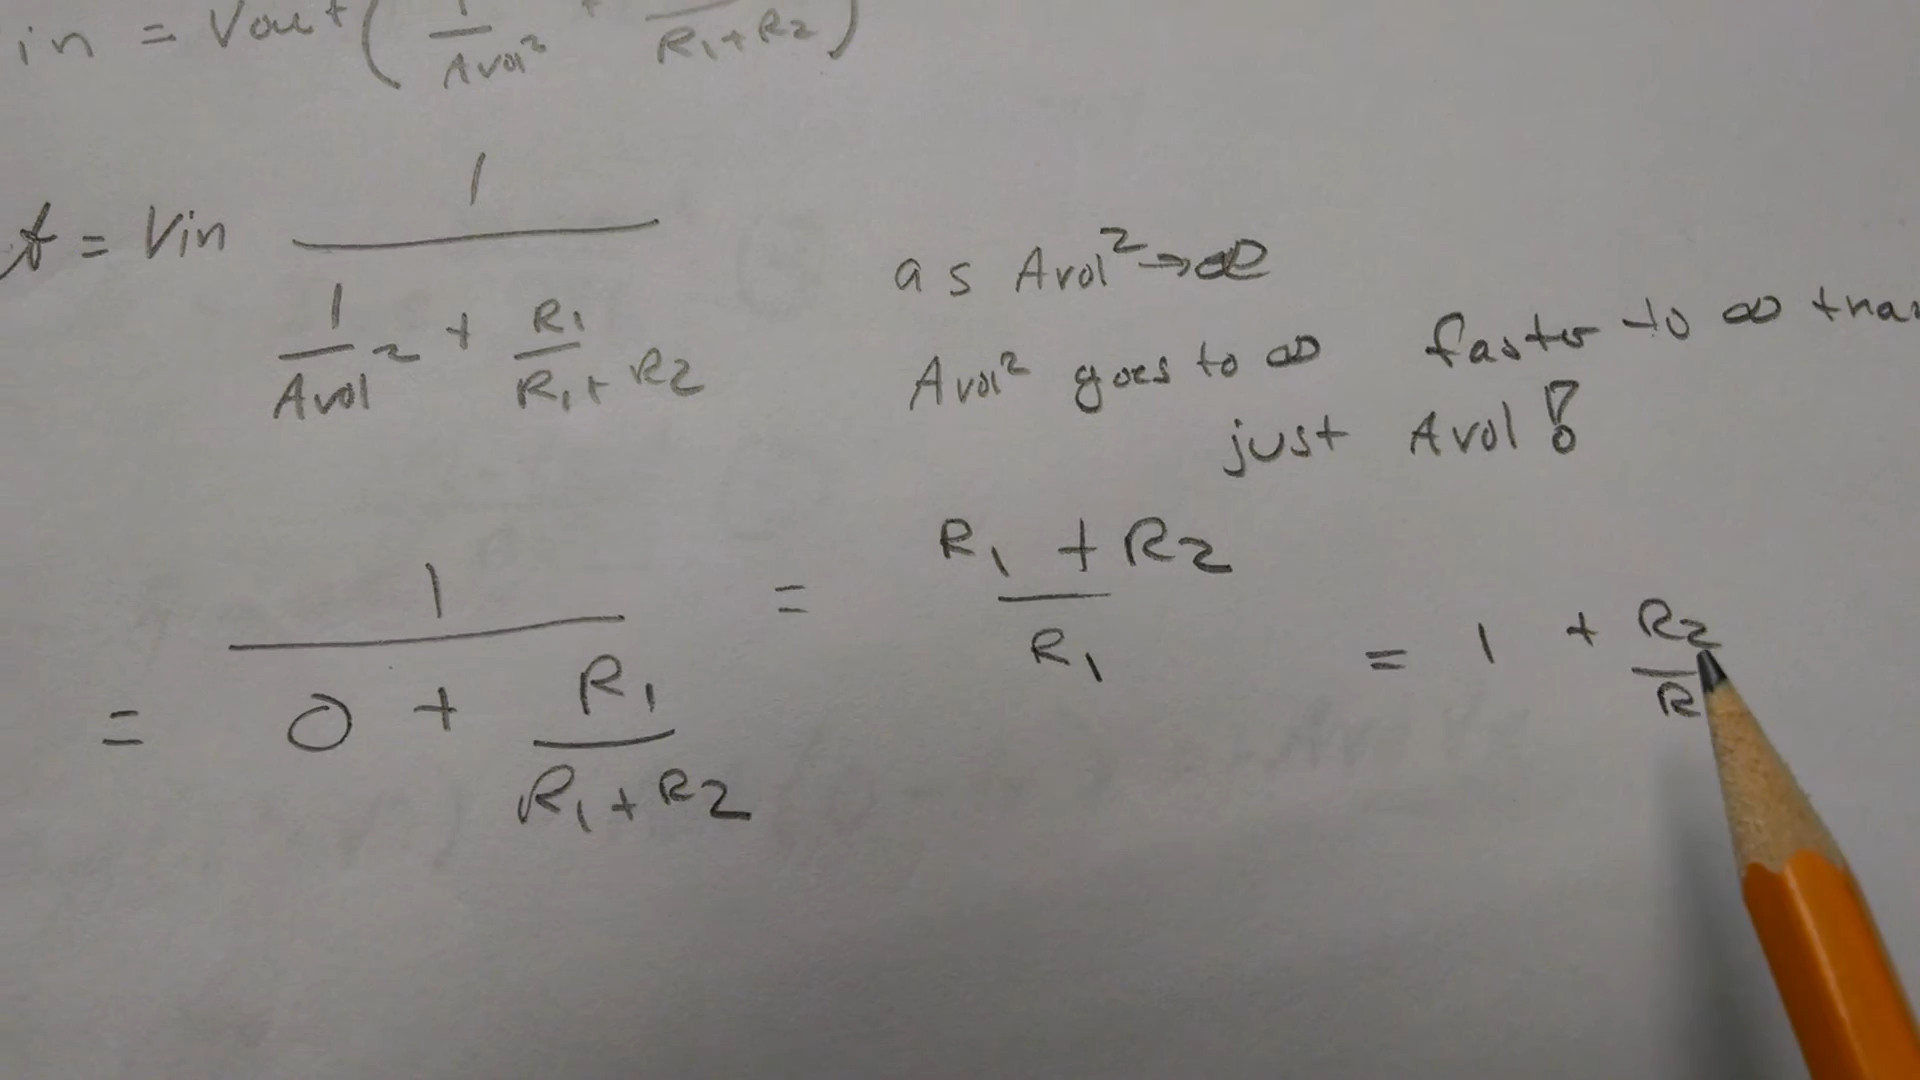 in = Vout ( 1/Avol² + /R1+R2 )
t = Vin 1 / ( 1/Avol² + R1/R1+R2 )
as Avol² → ∞
Avol² goes to ∞ faster to ∞ than
just Avol !
= 1 / ( 0 + R1/R1+R2 ) = R1 + R2 / R1 = 1 + R2/R